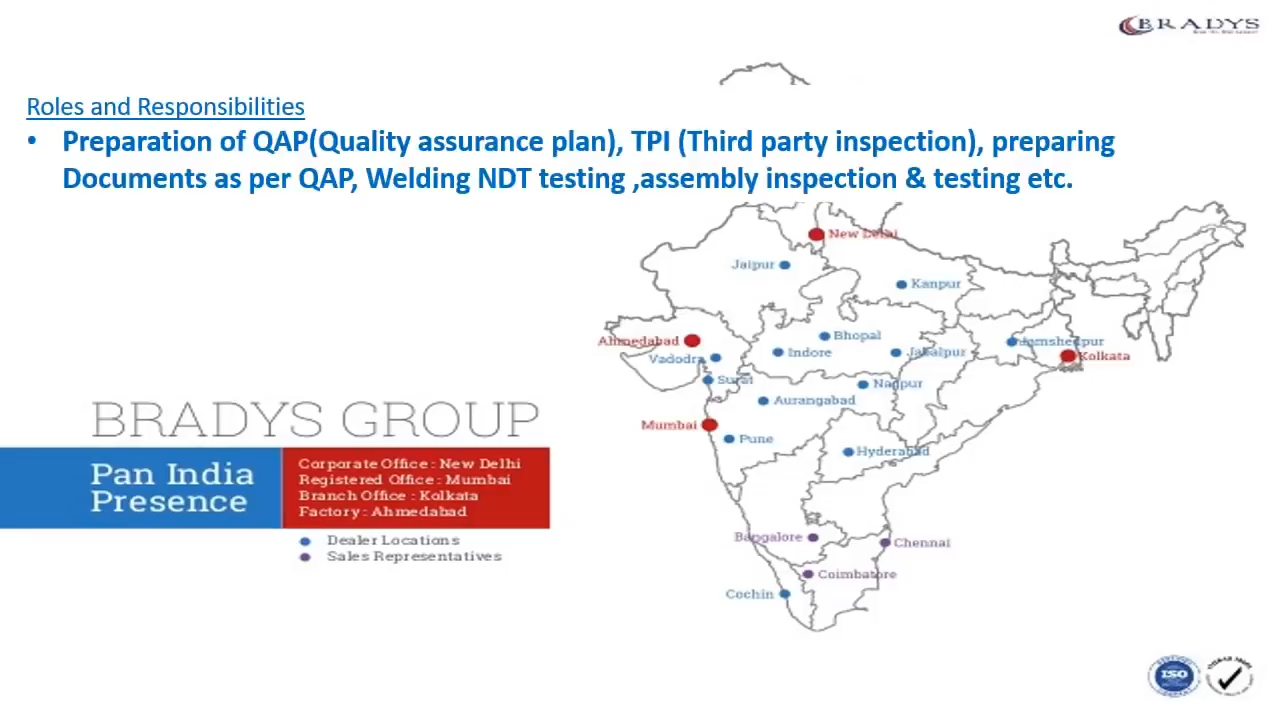 BRADYS
Roles and Responsibilities
• Preparation of QAP(Quality assurance plan), TPI (Third party inspection), preparing
Documents as per QAP, Welding NDT testing ,assembly inspection & testing etc.
New Delhi
Jaipur
Kanpur
Bhopal
Ahmedabad
Jamshedpur
Indore
Jabalpur
Kolkata
Vadodra
Surat
Nagpur
Aurangabad
Mumbai
Pune
Hyderabad
BRADYS GROUP
Pan India
Presence
Corporate Office : New Delhi
Registered Office : Mumbai
Branch Office : Kolkata
Factory : Ahmedabad
Dealer Locations
Sales Representatives
Bangalore
Chennai
Coimbatore
Cochin
ISO